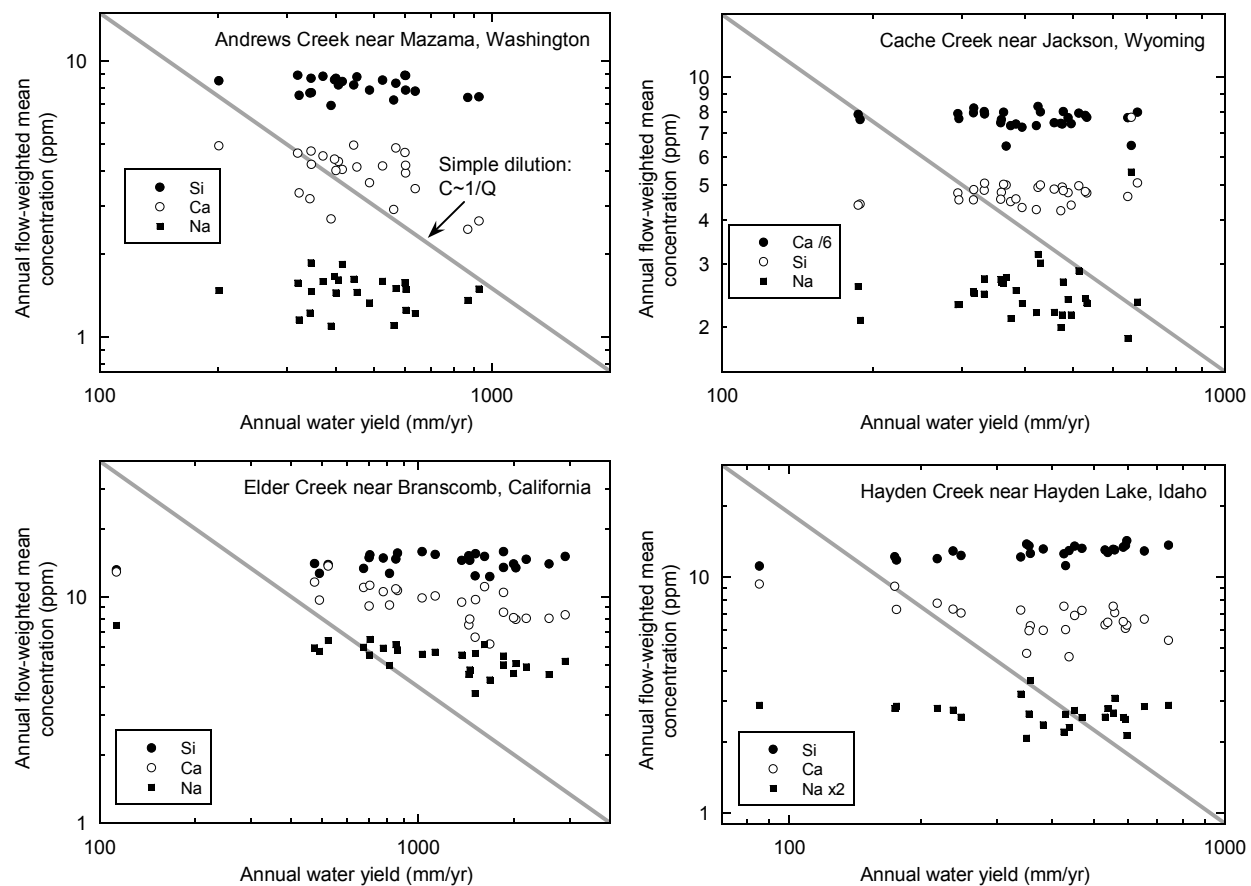 Andrews Creek near Mazama, Washington
Annual flow-weighted mean
concentration (ppm)
10
1
Simple dilution:
C~1/Q
Si
Ca
Na
100
1000
Annual water yield (mm/yr)
Cache Creek near Jackson, Wyoming
Annual flow-weighted mean
concentration (ppm)
10
9
8
7
6
5
4
3
2
Ca /6
Si
Na
100
1000
Annual water yield (mm/yr)
Elder Creek near Branscomb, California
Annual flow-weighted mean
concentration (ppm)
10
1
Si
Ca
Na
100
1000
Annual water yield (mm/yr)
Hayden Creek near Hayden Lake, Idaho
Annual flow-weighted mean
concentration (ppm)
10
1
Si
Ca
Na x2
100
1000
Annual water yield (mm/yr)